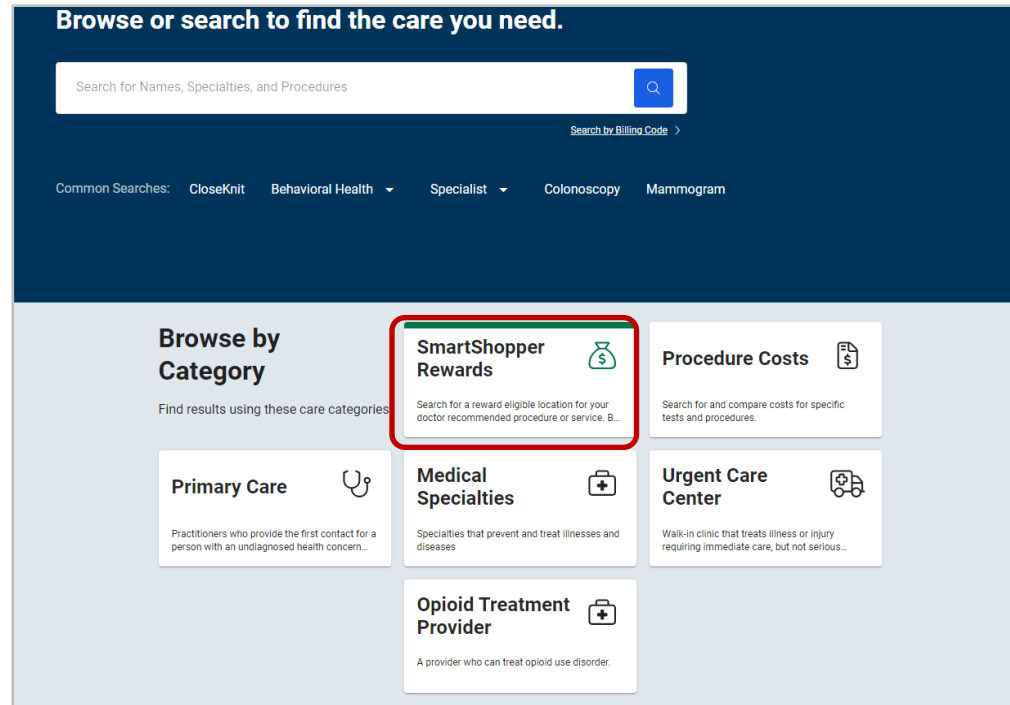 Browse or search to find the care you need.
Search for Names, Specialties, and Procedures
Search by Billing Code >
Common Searches: CloseKnit Behavioral Health Specialist Colonoscopy Mammogram
Browse by
Category
Find results using these care categories
SmartShopper
Rewards
$
Search for a reward eligible location for your
doctor recommended procedure or service. B...
Procedure Costs
$
Search for and compare costs for specific
tests and procedures.
Primary Care
Practitioners who provide the first contact for a
person with an undiagnosed health concern...
Medical
Specialties
Specialties that prevent and treat illnesses and
diseases
Urgent Care
Center
Walk-in clinic that treats illness or injury
requiring immediate care, but not serious...
Opioid Treatment
Provider
A provider who can treat opioid use disorder.